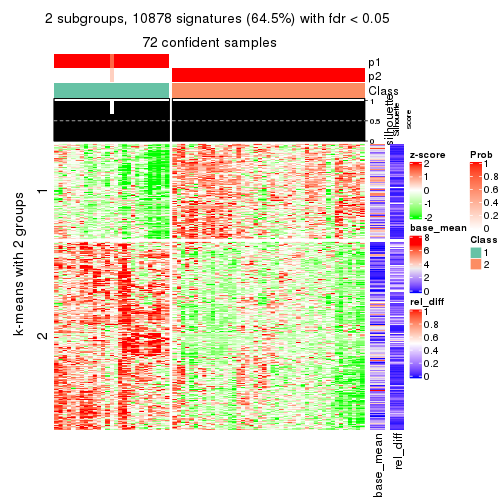 2 subgroups, 10878 signatures (64.5%) with fdr < 0.05
72 confident samples
p1
p2
Class
1
0.5
0
silhouette
Silhouette
score
k-means with 2 groups
1
2
base_mean
rel_diff
z-score
2
1
0
-1
-2
base_mean
8
6
4
2
0
rel_diff
1
0.8
0.6
0.4
0.2
0
Prob
1
0.8
0.6
0.4
0.2
0
Class
1
2